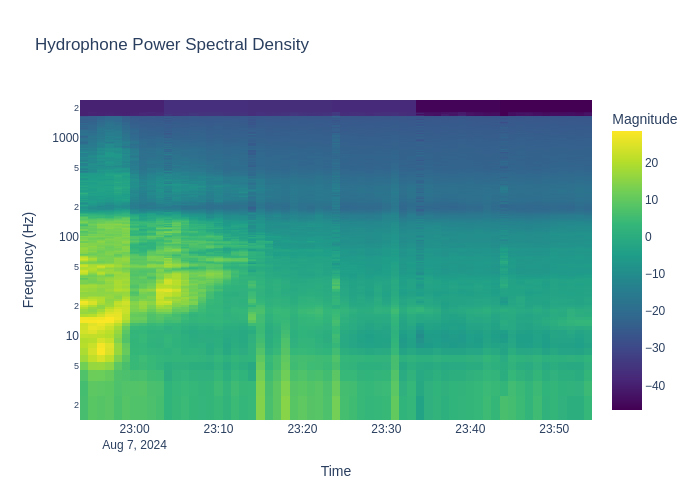 Hydrophone Power Spectral Density
Magnitude
2
1000
5
2
100
5
2
10
5
2
Frequency (Hz)
20
10
0
−10
−20
−30
−40
23:00 23:10 23:20 23:30 23:40 23:50
Aug 7, 2024
Time